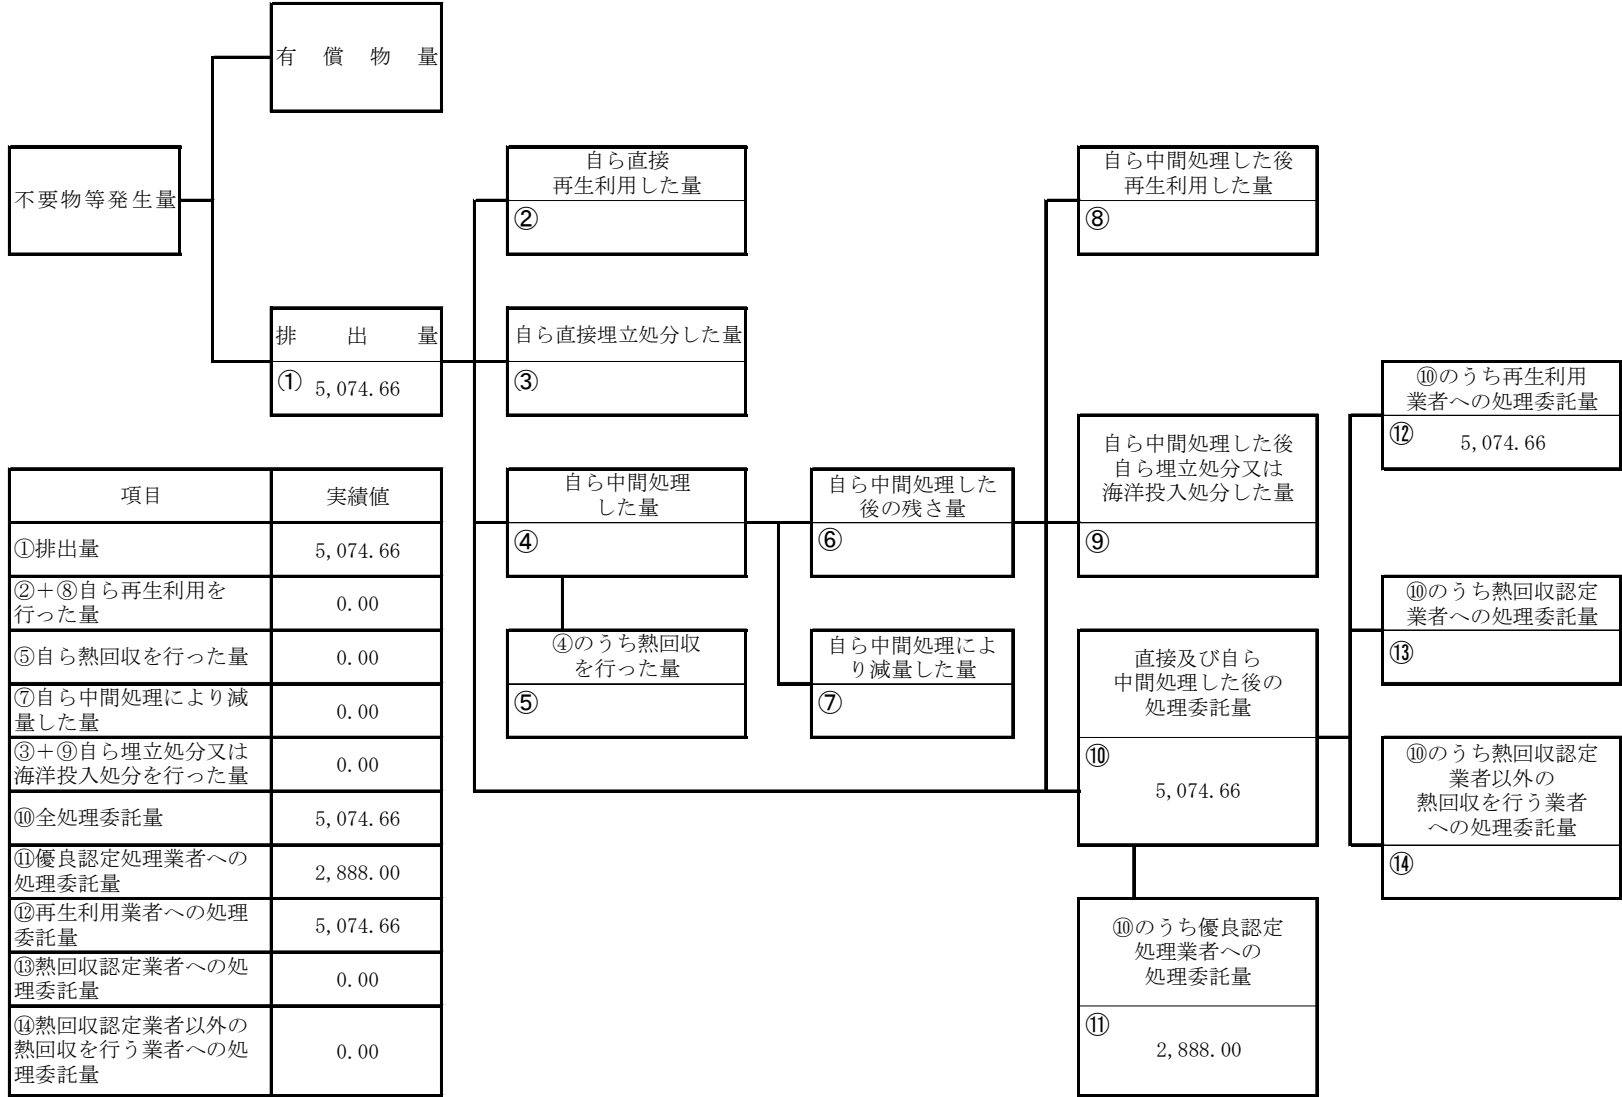 有償物量
不要物等発生量
排出量
① 5,074.66
自ら直接
再生利用した量
②
自ら直接埋立処分した量
③
自ら中間処理
した量
④
④のうち熱回収
を行った量
⑤
自ら中間処理した
後の残さ量
⑥
自ら中間処理によ
り減量した量
⑦
自ら中間処理した後
再生利用した量
⑧
自ら中間処理した後
自ら埋立処分又は
海洋投入処分した量
⑨
直接及び自ら
中間処理した後の
処理委託量
⑩
5,074.66
⑩のうち優良認定
処理業者への
処理委託量
⑪
2,888.00
⑩のうち再生利用
業者への処理委託量
⑫ 5,074.66
⑩のうち熱回収認定
業者への処理委託量
⑬
⑩のうち熱回収認定
業者以外の
熱回収を行う業者
への処理委託量
⑭
項目 実績値
①排出量 5,074.66
②＋⑧自ら再生利用を
行った量 0.00
⑤自ら熱回収を行った量 0.00
⑦自ら中間処理により減
量した量 0.00
③＋⑨自ら埋立処分又は
海洋投入処分を行った量 0.00
⑩全処理委託量 5,074.66
⑪優良認定処理業者への
処理委託量 2,888.00
⑫再生利用業者への処理
委託量 5,074.66
⑬熱回収認定業者への処
理委託量 0.00
⑭熱回収認定業者以外の
熱回収を行う業者への処
理委託量 0.00